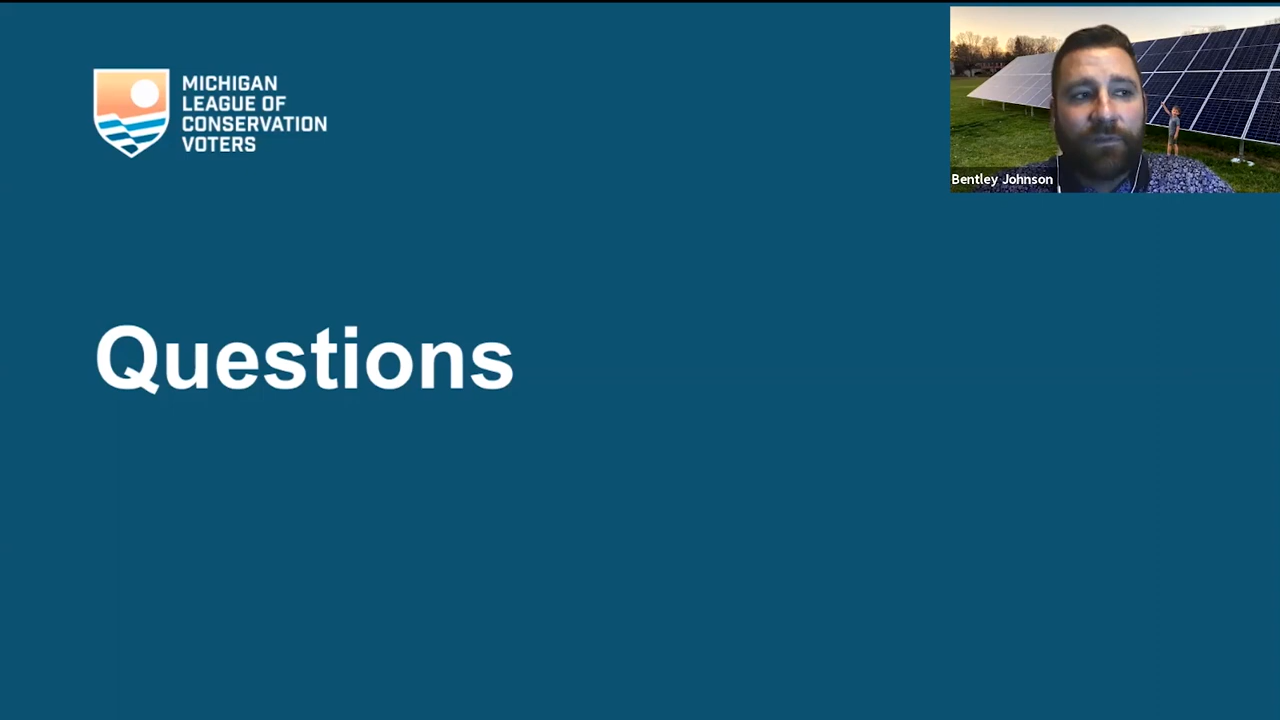 MICHIGAN
LEAGUE OF
CONSERVATION
VOTERS
Bentley Johnson
Questions